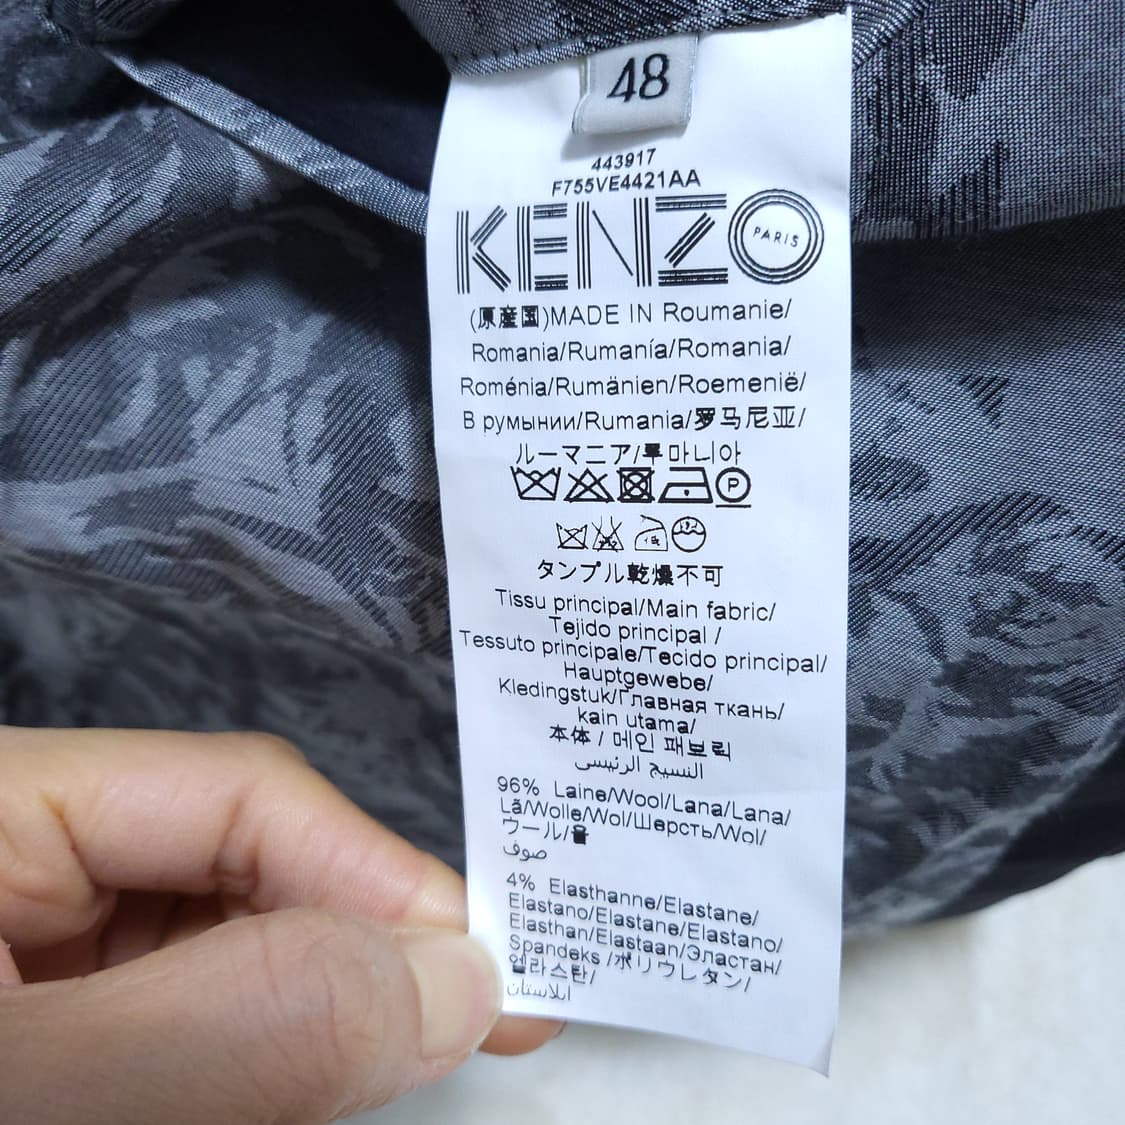 48
443917
F755VE4421AA
KENZO
PARIS
(原産国)MADE IN Roumanie/
Romania/Rumanía/Romania/
Roménia/Rumänien/Roemenië/
В румынии/Rumania/罗马尼亚/
ルーマニア/루마니아
P
タンブル乾燥不可
Tissu principal/Main fabric/
Tejido principal /
Tessuto principale/Tecido principal/
Hauptgewebe/
Kledingstuk/Главная ткань/
kain utama/
本体 / 메인 패브릭
النسيج الرئيسى
96% Laine/Wool/Lana/Lana/
Lã/Wolle/Wol/Шерсть/Wol/
ウール/울
صوف
4% Elasthanne/Elastane/
Elastano/Elastane/Elastano/
Elasthan/Elastaan/Эластан/
Spandeks /ポリウレタン/
엘라스탄/
ايلاستان